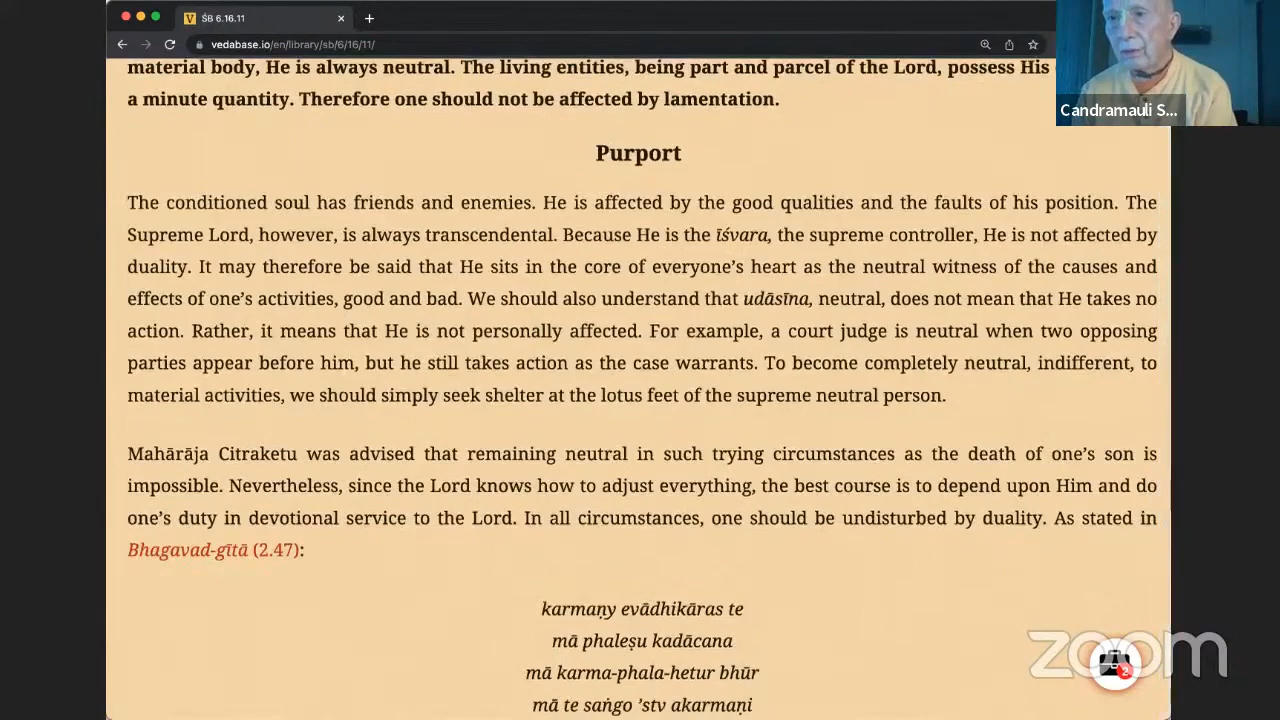 ŚB 6.16.11
vedabase.io/en/library/sb/6/16/11/
material body, He is always neutral. The living entities, being part and parcel of the Lord, possess His
a minute quantity. Therefore one should not be affected by lamentation.
Candramauli S...
Purport
The conditioned soul has friends and enemies. He is affected by the good qualities and the faults of his position. The
Supreme Lord, however, is always transcendental. Because He is the īśvara, the supreme controller, He is not affected by
duality. It may therefore be said that He sits in the core of everyone's heart as the neutral witness of the causes and
effects of one's activities, good and bad. We should also understand that udāsīna, neutral, does not mean that He takes no
action. Rather, it means that He is not personally affected. For example, a court judge is neutral when two opposing
parties appear before him, but he still takes action as the case warrants. To become completely neutral, indifferent, to
material activities, we should simply seek shelter at the lotus feet of the supreme neutral person.
Mahārāja Citraketu was advised that remaining neutral in such trying circumstances as the death of one's son is
impossible. Nevertheless, since the Lord knows how to adjust everything, the best course is to depend upon Him and do
one's duty in devotional service to the Lord. In all circumstances, one should be undisturbed by duality. As stated in
Bhagavad-gītā (2.47):
karmaṇy evādhikāras te
mā phaleṣu kadācana
mā karma-phala-hetur bhūr
mā te saṅgo 'stv akarmaṇi
zoom
2